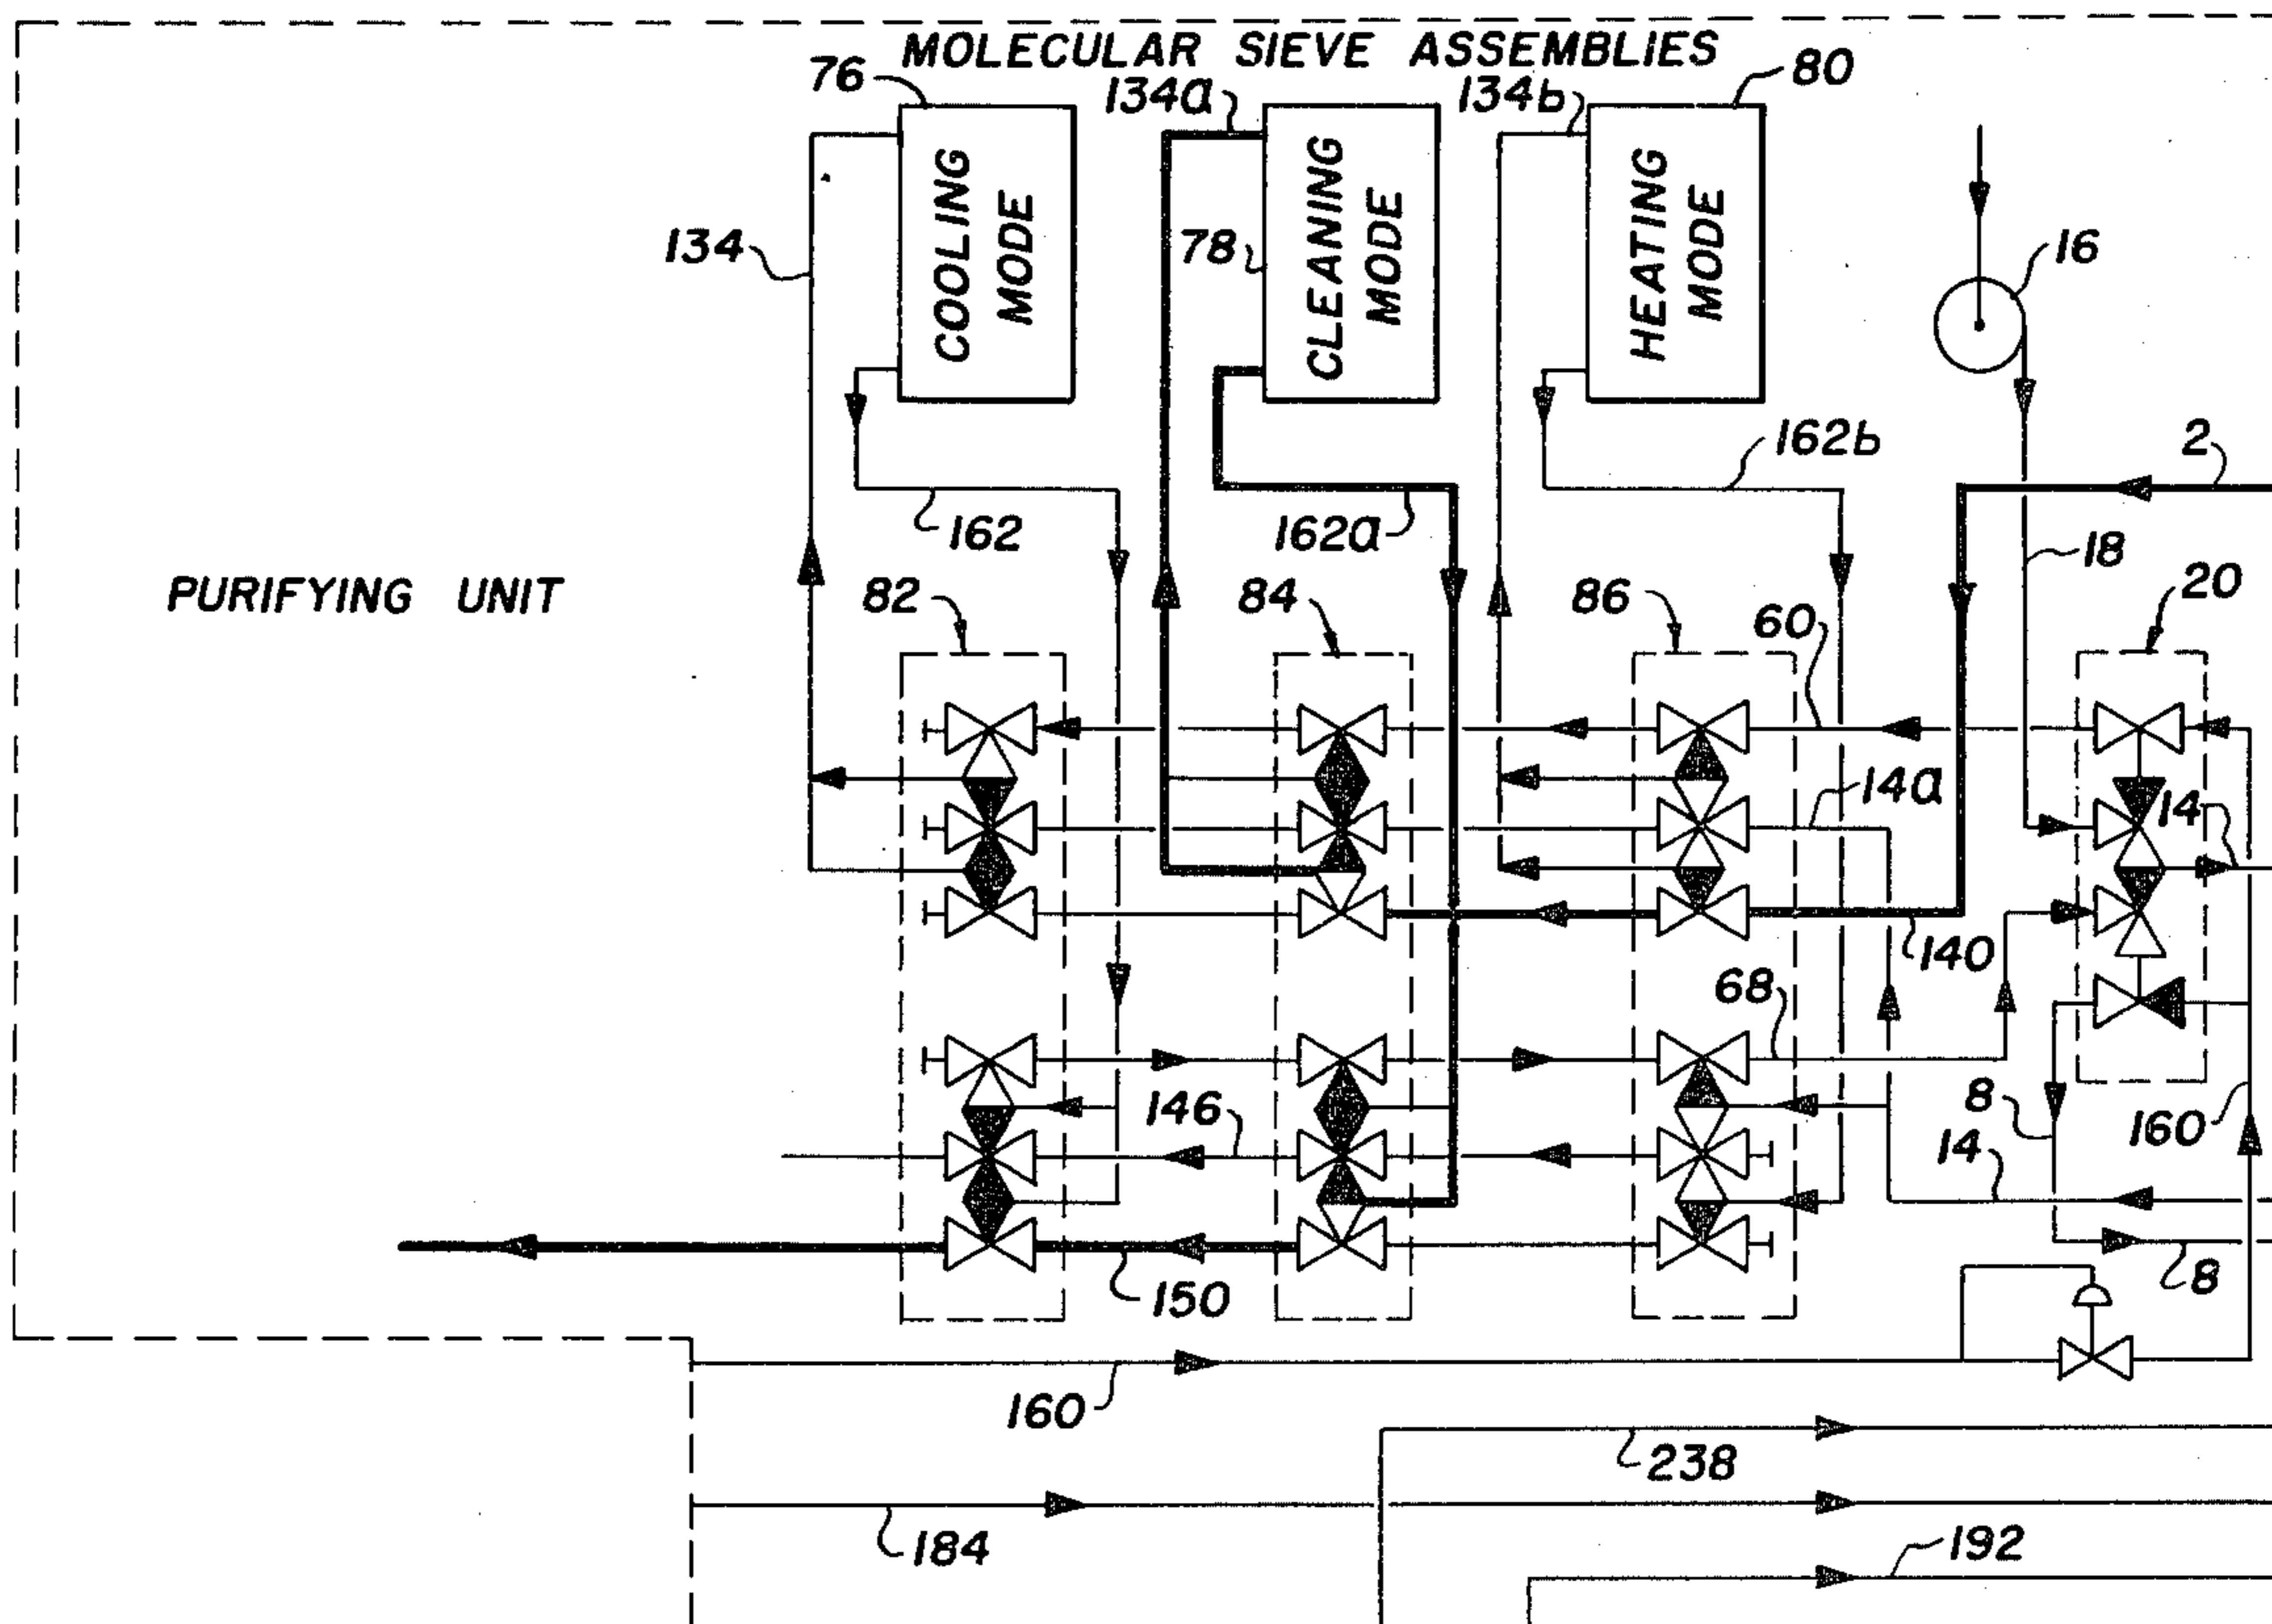 MOLECULAR SIEVE ASSEMBLIES
76
134a
134b
80
COOLING
MODE
CLEANING
MODE
HEATING
MODE
134
78
16
162
162a
162b
2
18
PURIFYING UNIT
82
84
86
60
20
14a
14
140
68
146
8
160
14
150
8
160
238
184
192